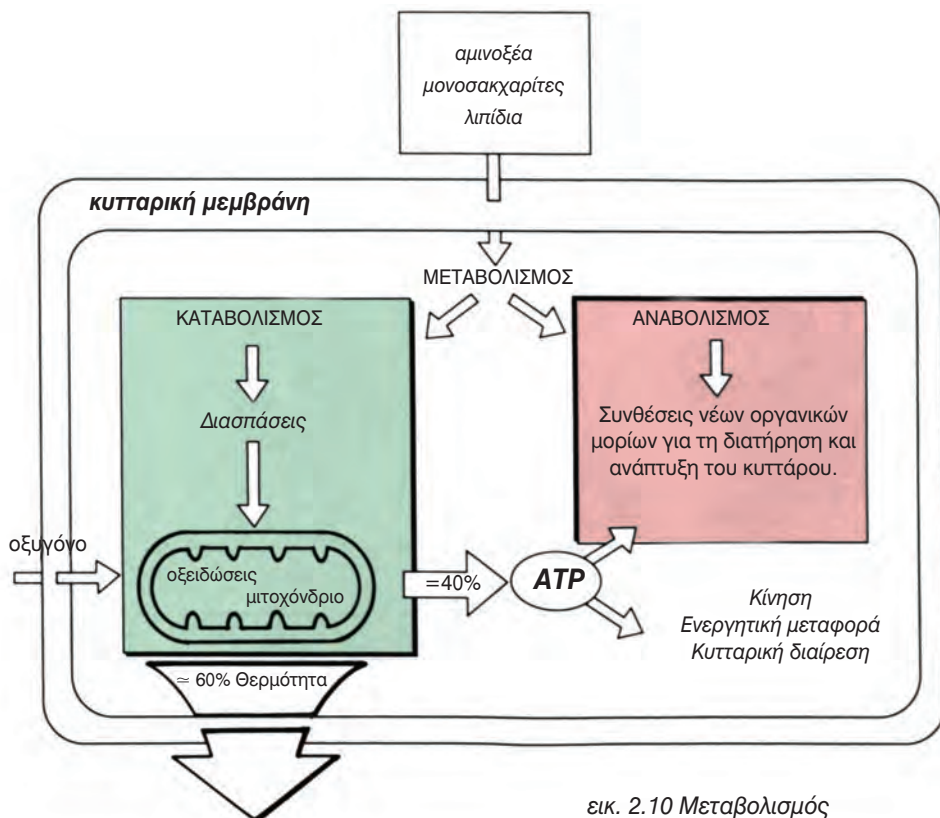 αμινοξέα
μονοσακχαρίτες
λιπίδια
κυτταρική μεμβράνη
ΜΕΤΑΒΟΛΙΣΜΟΣ
ΚΑΤΑΒΟΛΙΣΜΟΣ
Διασπάσεις
οξυγόνο
οξειδώσεις
μιτοχόνδριο
≃ 60% Θερμότητα
=40%
ATP
ΑΝΑΒΟΛΙΣΜΟΣ
Συνθέσεις νέων οργανικών
μορίων για τη διατήρηση και
ανάπτυξη του κυττάρου.
Κίνηση
Ενεργητική μεταφορά
Κυτταρική διαίρεση
εικ. 2.10 Μεταβολισμός